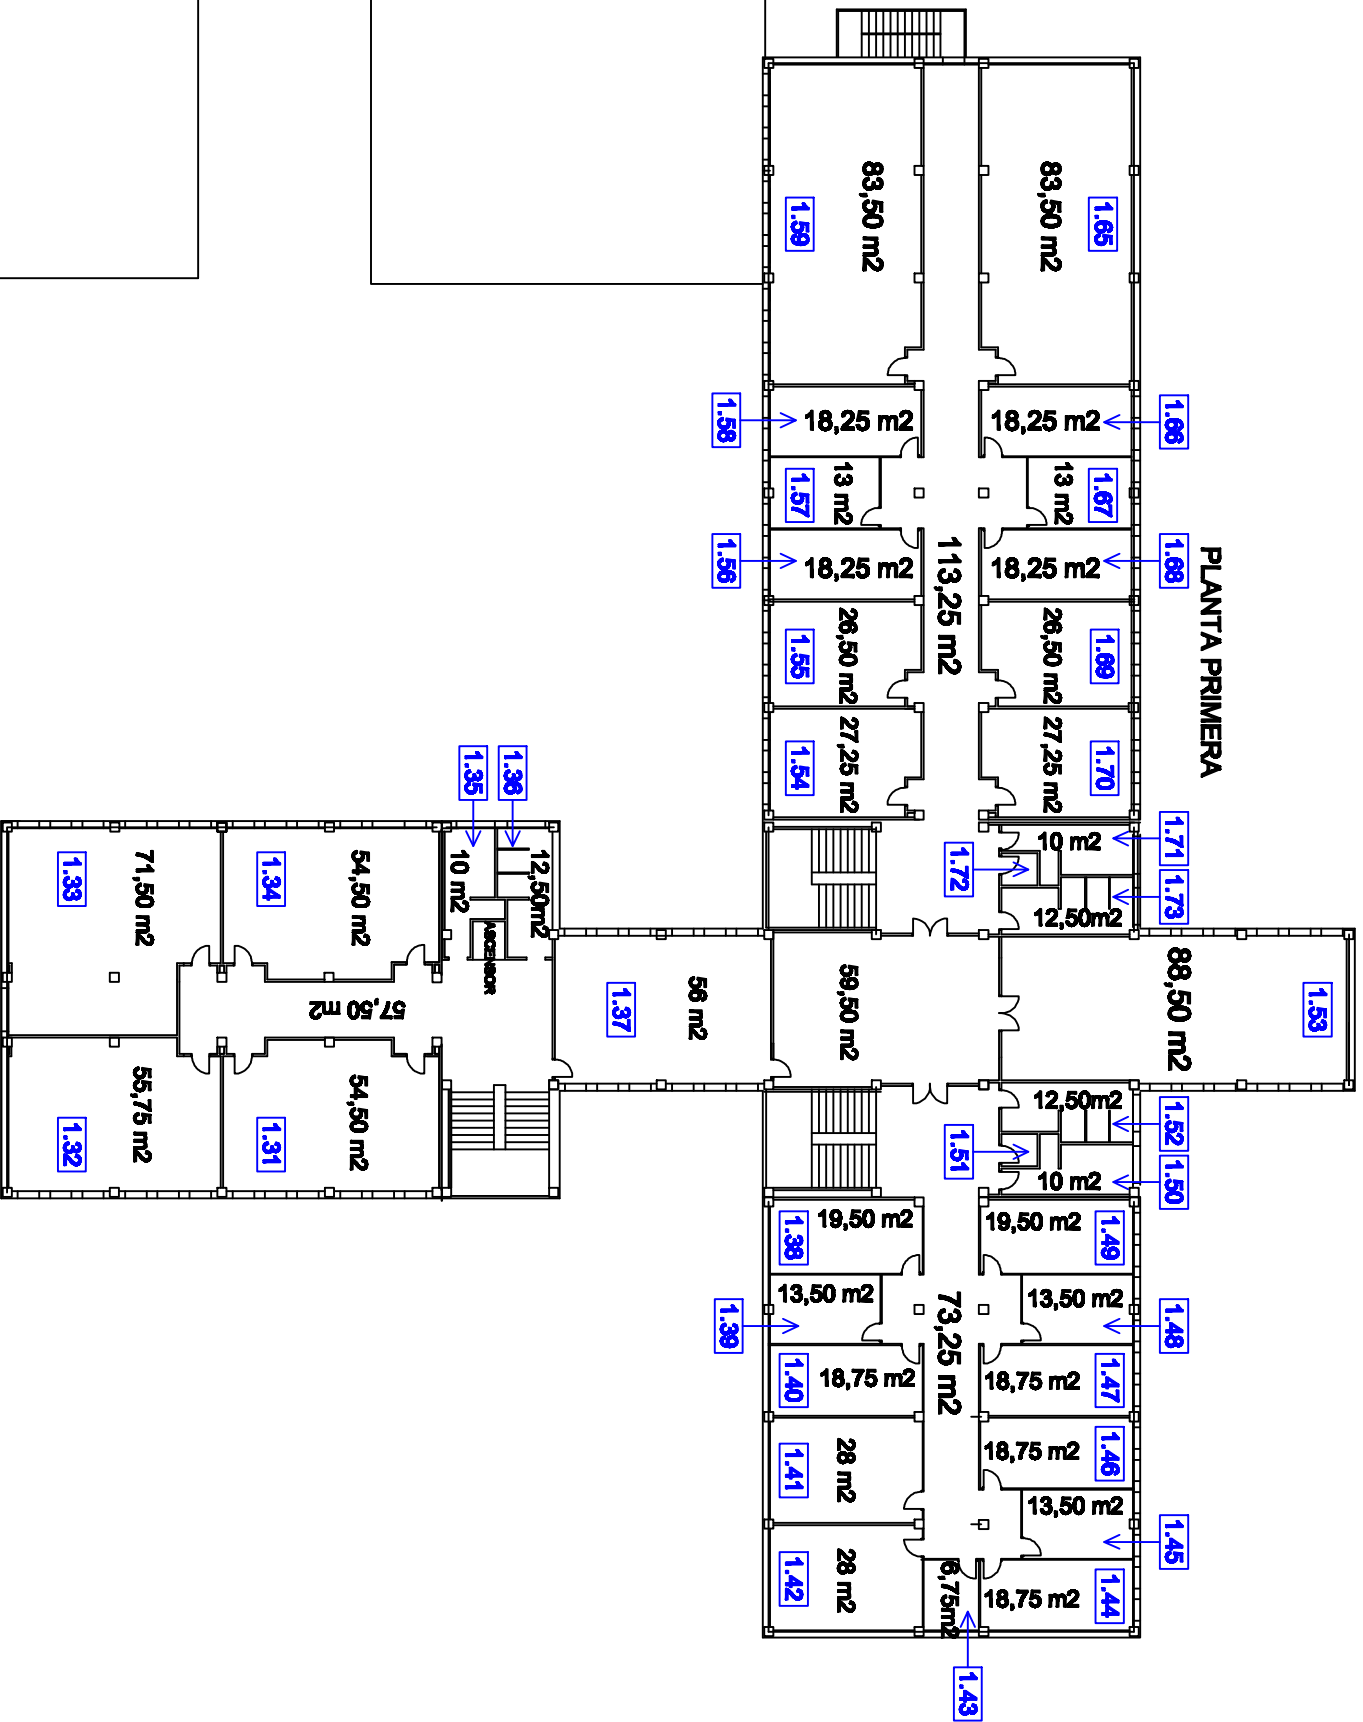 PLANTA PRIMERA
83,50 m2
1.59
83,50 m2
1.65
1.58
18,25 m2
18,25 m2
1.66
1.57
13 m2
13 m2
1.67
1.56
18,25 m2
18,25 m2
1.68
113,25 m2
1.55
26,50 m2
26,50 m2
1.69
1.54
27,25 m2
27,25 m2
1.70
1.35
1.36
1.71
10 m2
1.72
1.73
12,50m2
1.33
71,50 m2
1.34
54,50 m2
10 m2
12,50m2
ASCENSOR
57,50 m2
1.37
56 m2
59,50 m2
88,50 m2
1.53
1.32
55,75 m2
1.31
54,50 m2
12,50m2
1.52
1.51
10 m2
1.50
1.38
19,50 m2
19,50 m2
1.49
1.39
13,50 m2
13,50 m2
1.48
73,25 m2
1.40
18,75 m2
18,75 m2
1.47
1.41
28 m2
18,75 m2
1.46
13,50 m2
1.45
1.42
28 m2
6,75m2
18,75 m2
1.44
1.43